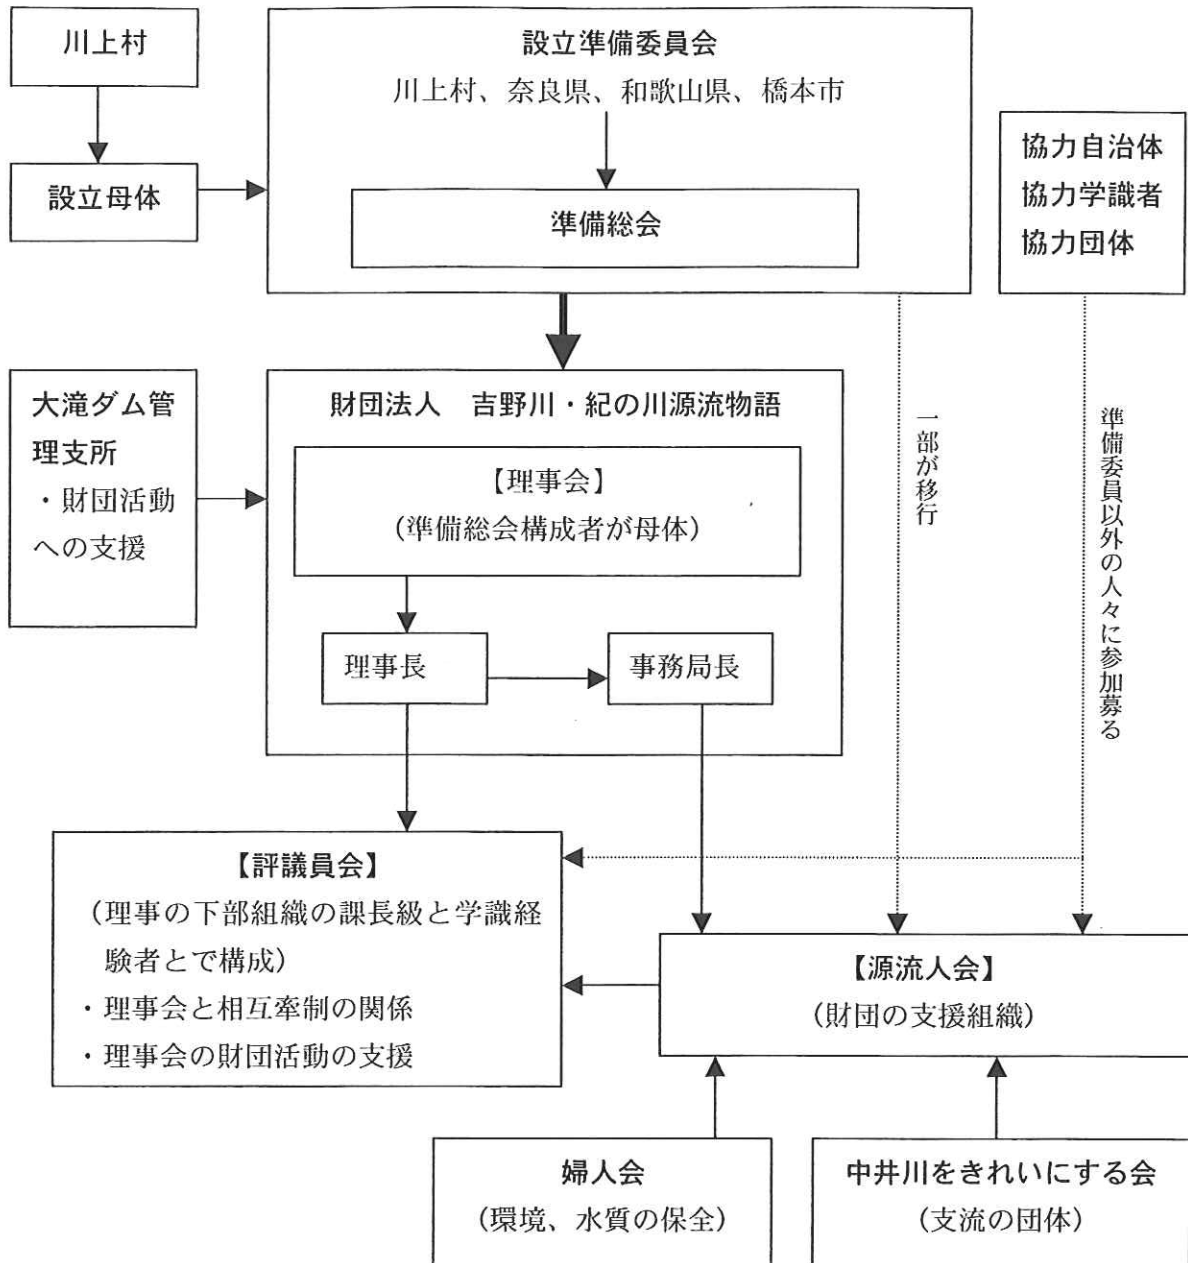 川上村
設立母体
設立準備委員会
川上村、奈良県、和歌山県、橋本市
準備総会
協力自治体
協力学識者
協力団体
大滝ダム管
理支所
・財団活動
への支援
財団法人　吉野川・紀の川源流物語
【理事会】
（準備総会構成者が母体）
理事長
事務局長
一部が移行
準備委員以外の人々に参加募る
【評議員会】
（理事の下部組織の課長級と学識経
験者とで構成）
・理事会と相互牽制の関係
・理事会の財団活動の支援
【源流人会】
（財団の支援組織）
婦人会
（環境、水質の保全）
中井川をきれいにする会
（支流の団体）